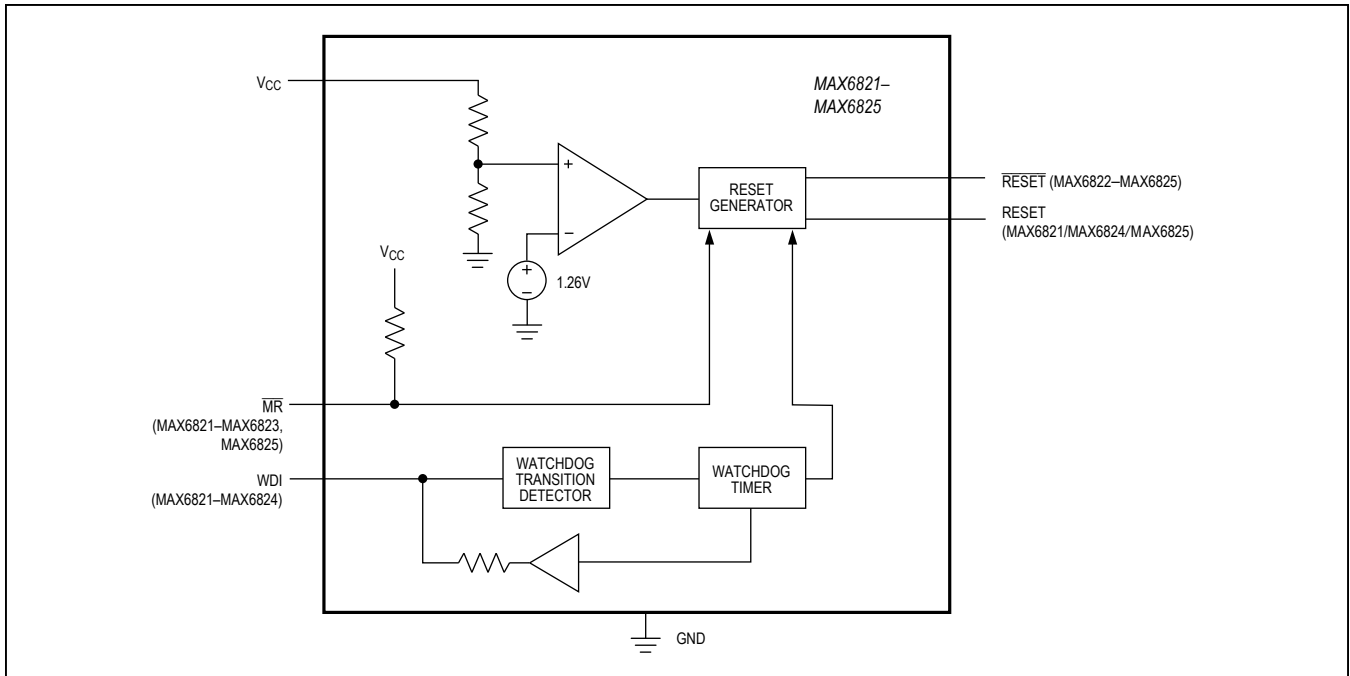 MAX6821–
MAX6825
VCC
+
−
RESET
GENERATOR
RESET (MAX6822–MAX6825)
RESET
(MAX6821/MAX6824/MAX6825)
+
−
1.26V
VCC
MR
(MAX6821–MAX6823,
MAX6825)
WDI
(MAX6821–MAX6824)
WATCHDOG
TRANSITION
DETECTOR
WATCHDOG
TIMER
GND